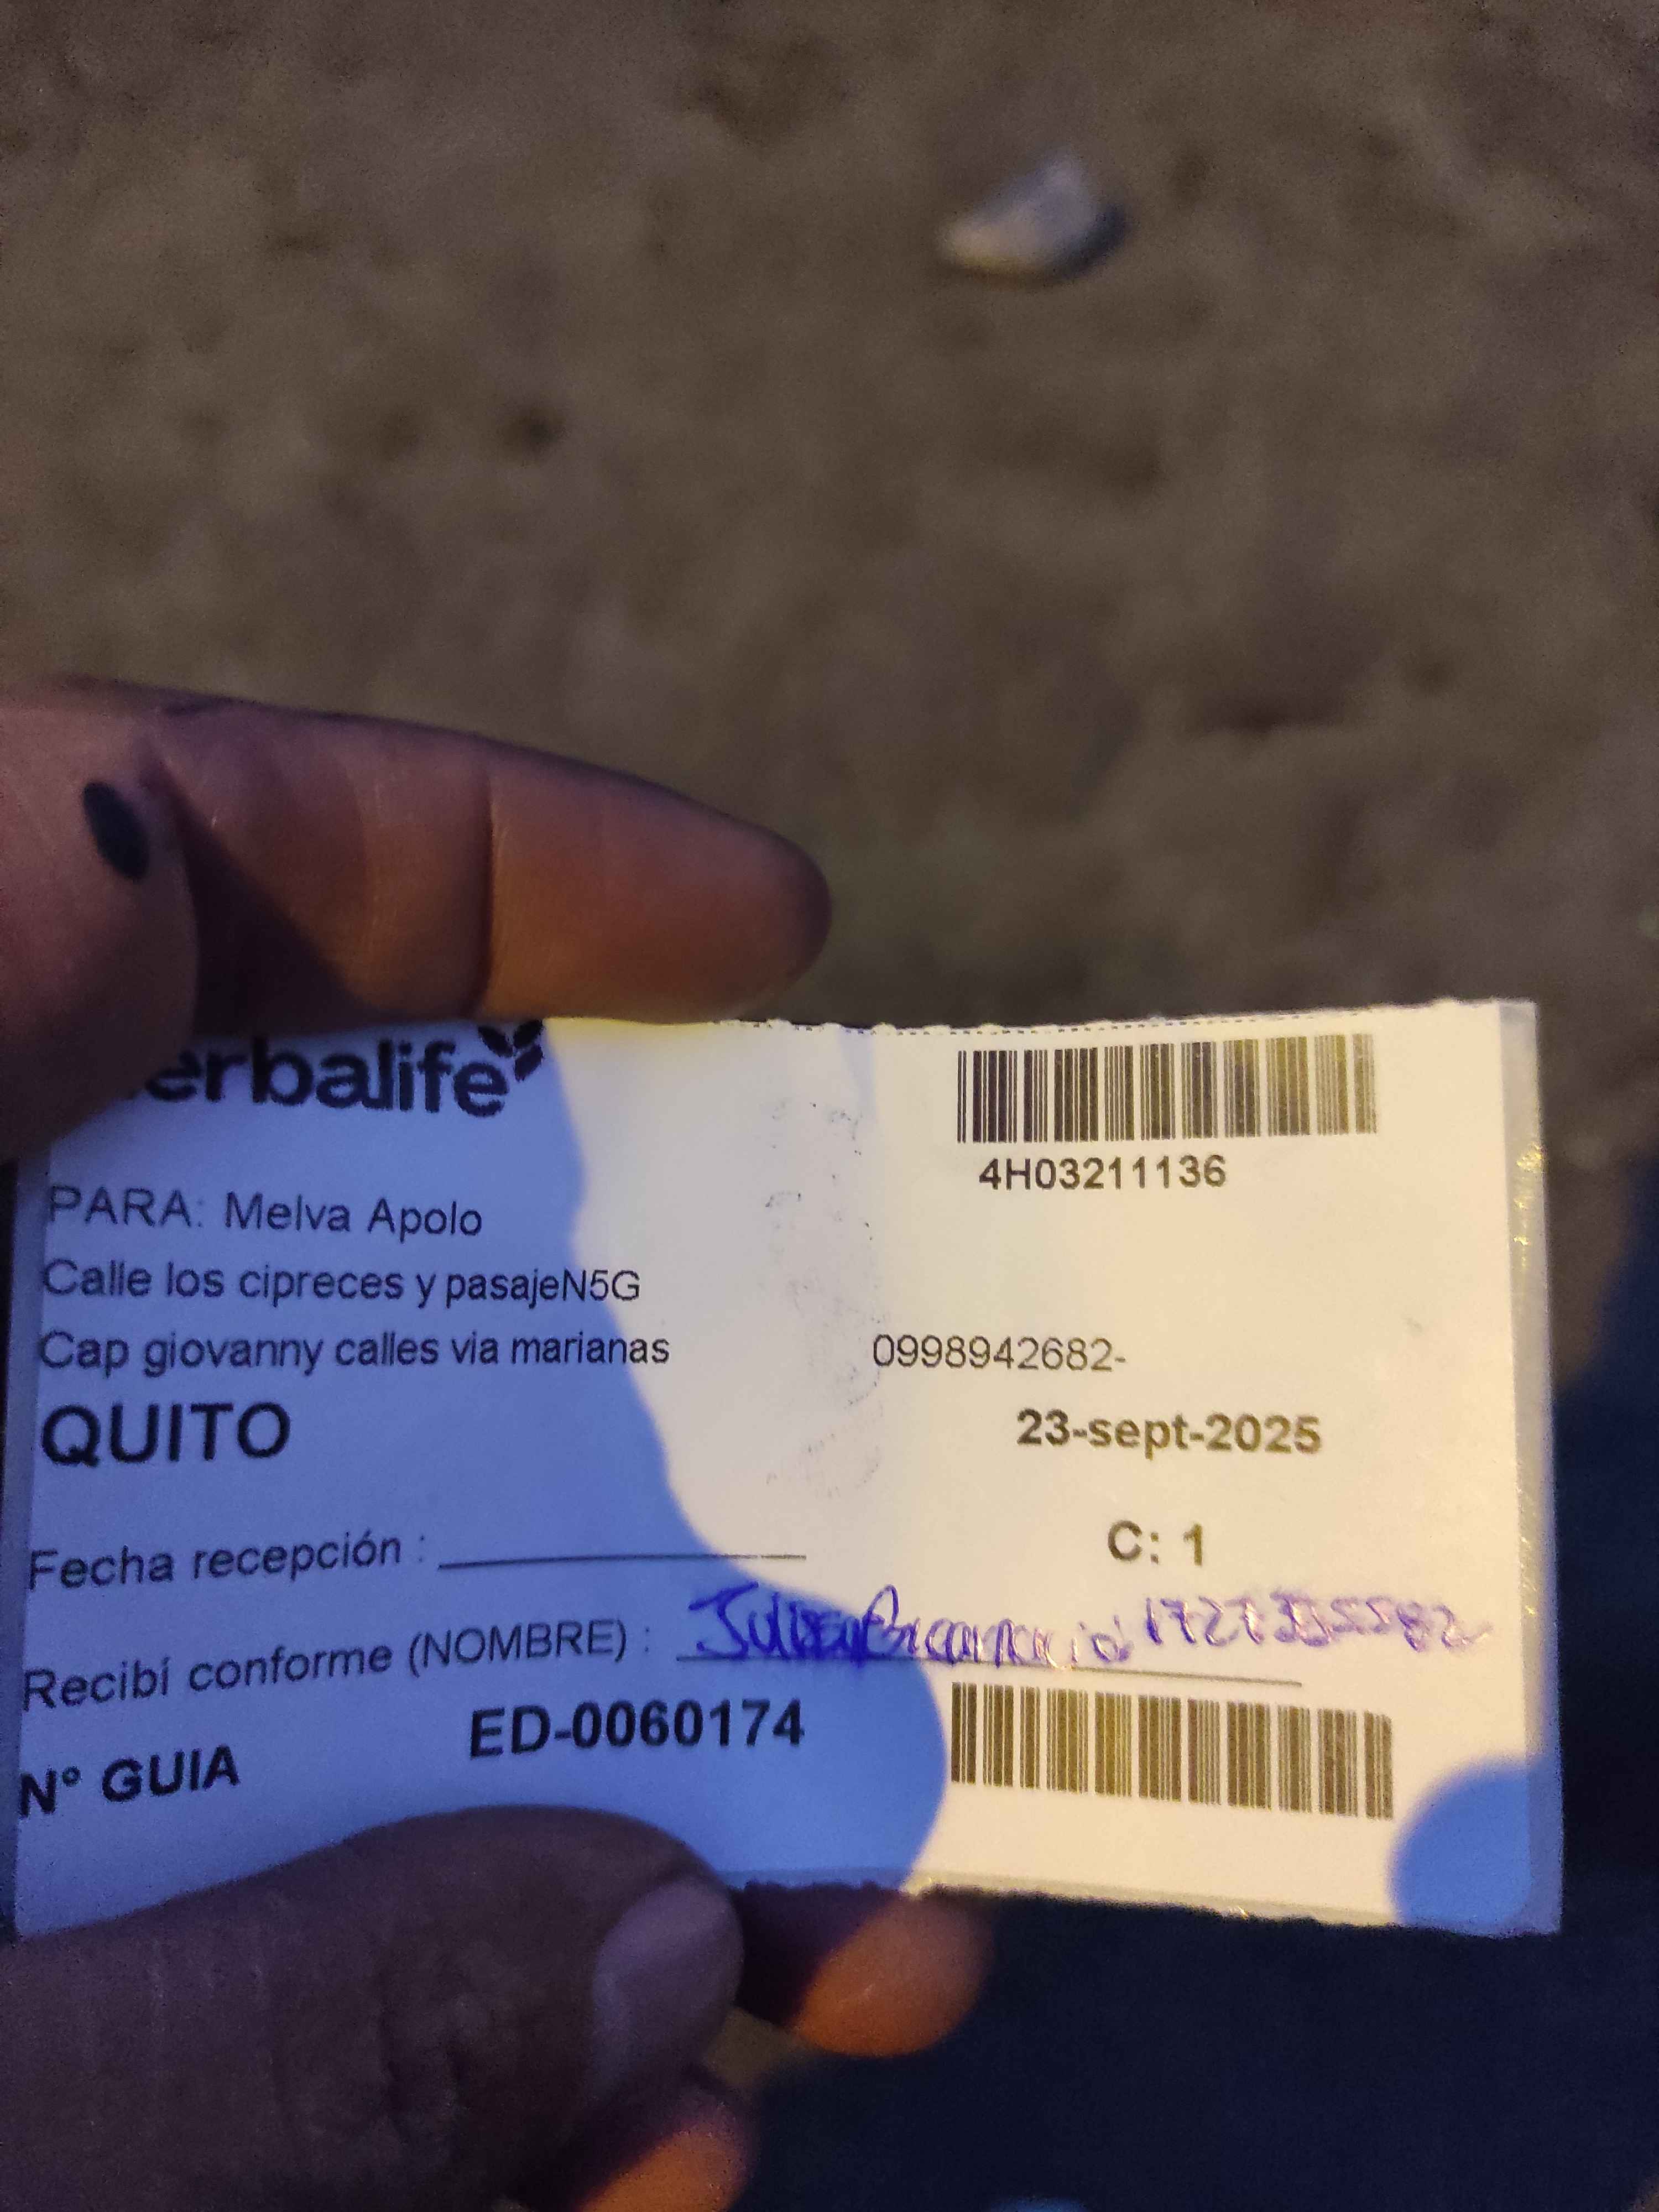 erbalife
4H03211136
PARA: Melva Apolo
Calle los cipreces y pasajeN5G
Cap giovanny calles via marianas 0998942682-
QUITO
23-sept-2025
Fecha recepción :
C: 1
Recibí conforme (NOMBRE) :
N° GUIA ED-0060174